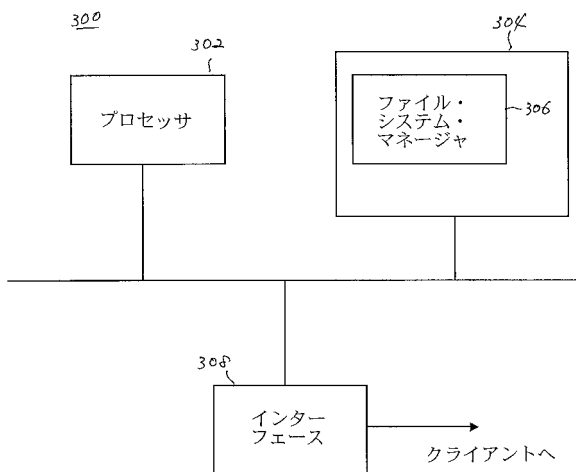 300
302
プロセッサ
304
ファイル・
システム・
マネージャ
306
308
インター
フェース
クライアントへ